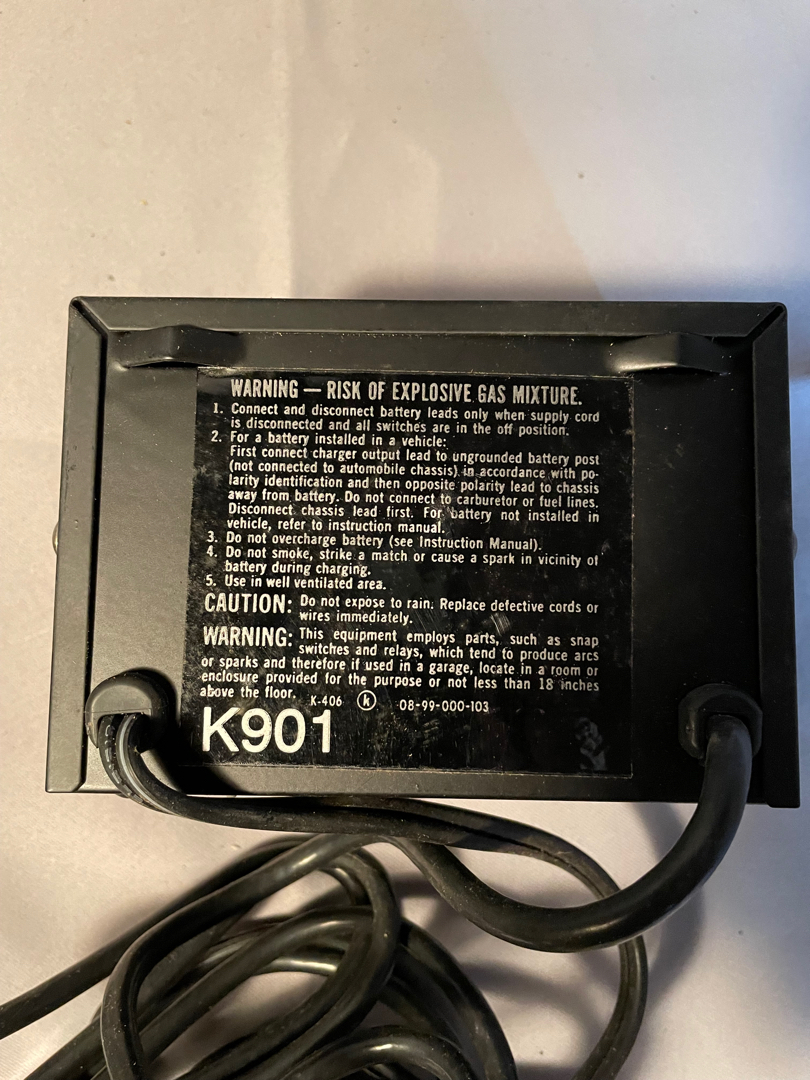 WARNING — RISK OF EXPLOSIVE GAS MIXTURE.
1. Connect and disconnect battery leads only when supply cord
is disconnected and all switches are in the off position.
2. For a battery installed in a vehicle:
First connect charger output lead to ungrounded battery post
(not connected to automobile chassis) in accordance with po-
larity identification and then opposite polarity lead to chassis
away from battery. Do not connect to carburetor or fuel lines.
Disconnect chassis lead first. For battery not installed in
vehicle, refer to instruction manual.
3. Do not overcharge battery (see Instruction Manual).
4. Do not smoke, strike a match or cause a spark in vicinity of
battery during charging.
5. Use in well ventilated area.
CAUTION: Do not expose to rain. Replace defective cords or
wires immediately.
WARNING: This equipment employs parts, such as snap
switches and relays, which tend to produce arcs
or sparks and therefore if used in a garage, locate in a room or
enclosure provided for the purpose or not less than 18 inches
above the floor. K-406 k 08-99-000-103
K901